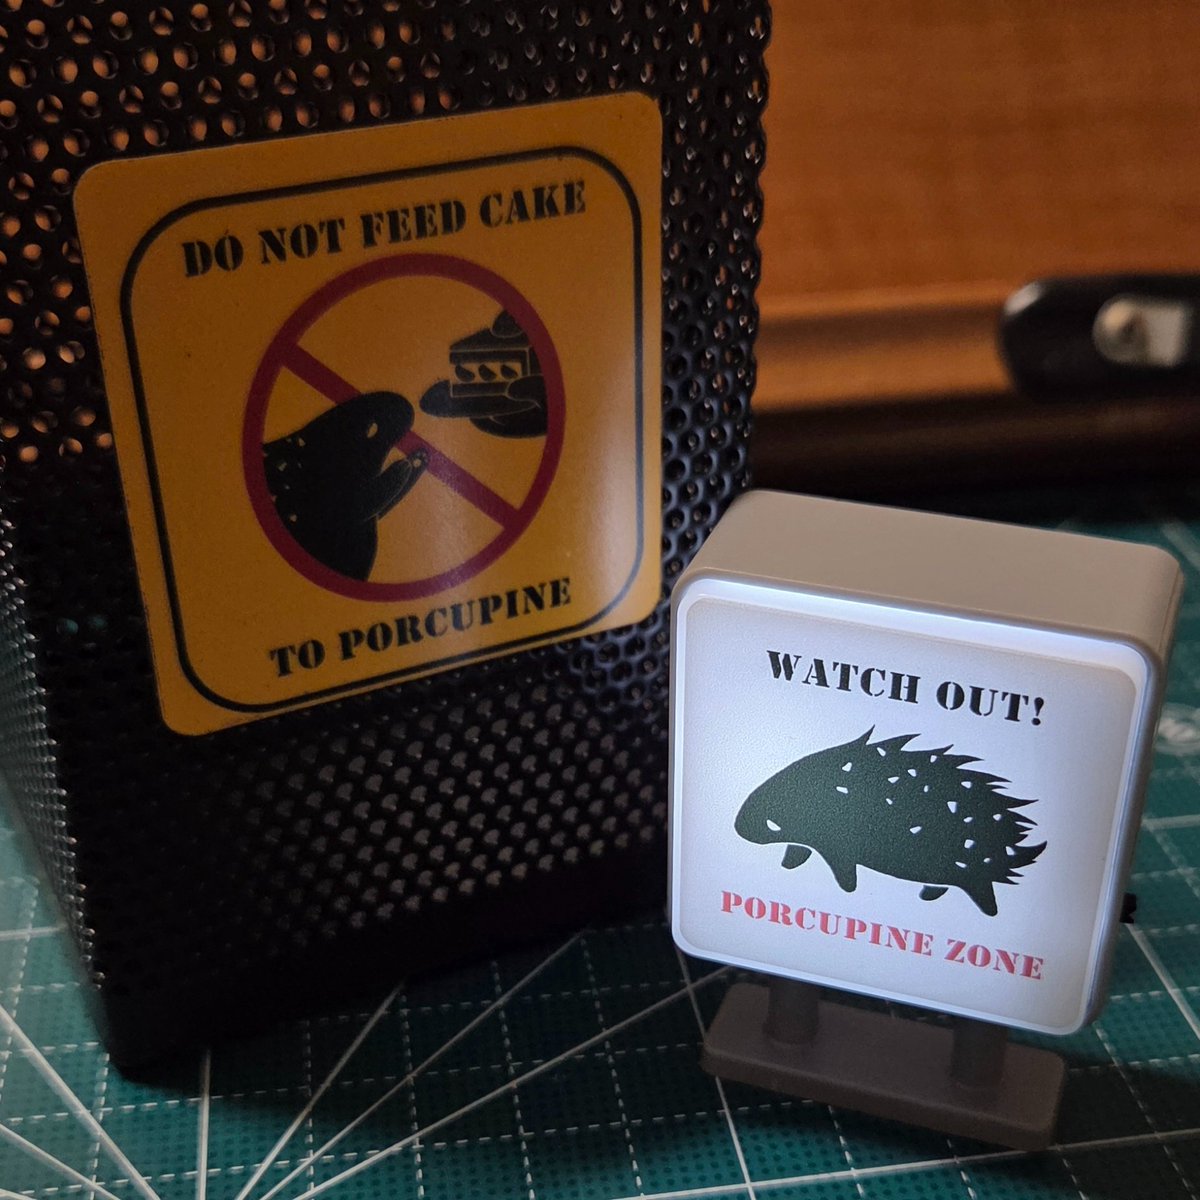 DO NOT FEED CAKE
TO PORCUPINE
WATCH OUT!
PORCUPINE ZONE